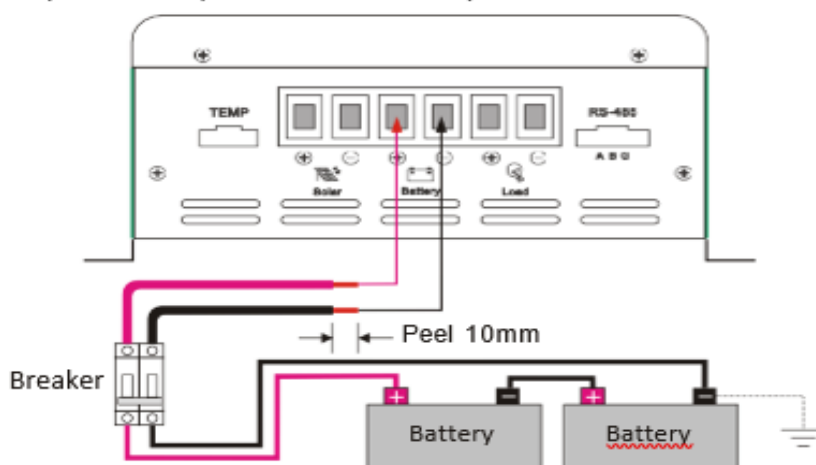 TEMP
RS-485
A B G
Solar
Battery
Load
Peel 10mm
Breaker
Battery
Battery